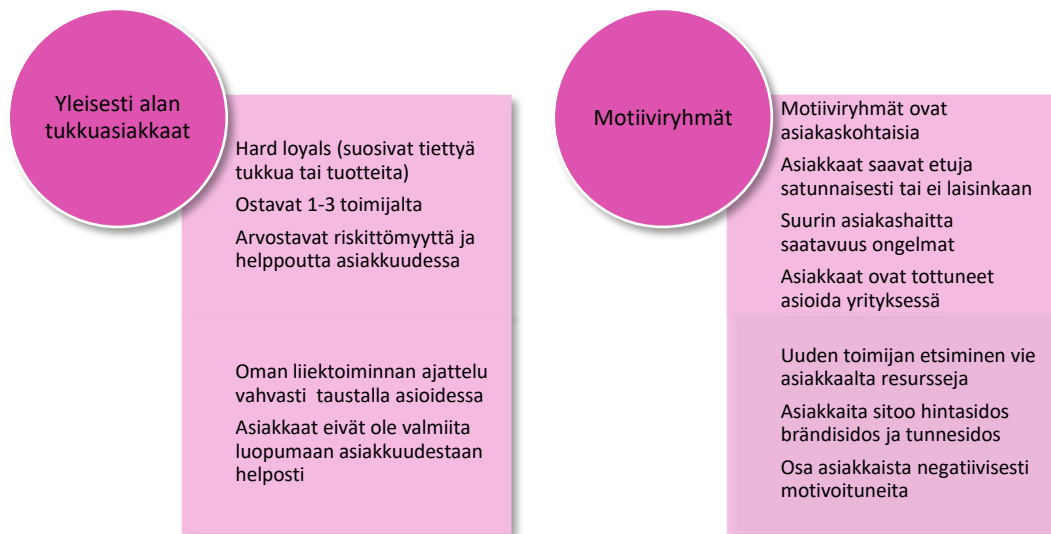 Yleisesti alan
tukkuasiakkaat
Hard loyals (suosivat tiettyä
tukkua tai tuotteita)
Ostavat 1-3 toimijalta
Arvostavat riskittömyyttä ja
helppoutta asiakkuudessa
Oman liiektoiminnan ajattelu
vahvasti taustalla asioidessa
Asiakkaat eivät ole valmiita
luopumaan asiakkuudestaan
helposti
Motiiviryhmät
Motiiviryhmät ovat
asiakaskohtaisia
Asiakkaat saavat etuja
satunnaisesti tai ei laisinkaan
Suurin asiakashaitta
saatavuus ongelmat
Asiakkaat ovat tottuneet
asioida yrityksessä
Uuden toimijan etsiminen vie
asiakkaalta resursseja
Asiakkaita sitoo hintasidos
brändisidos ja tunnesidos
Osa asiakkaista negatiivisesti
motivoituneita